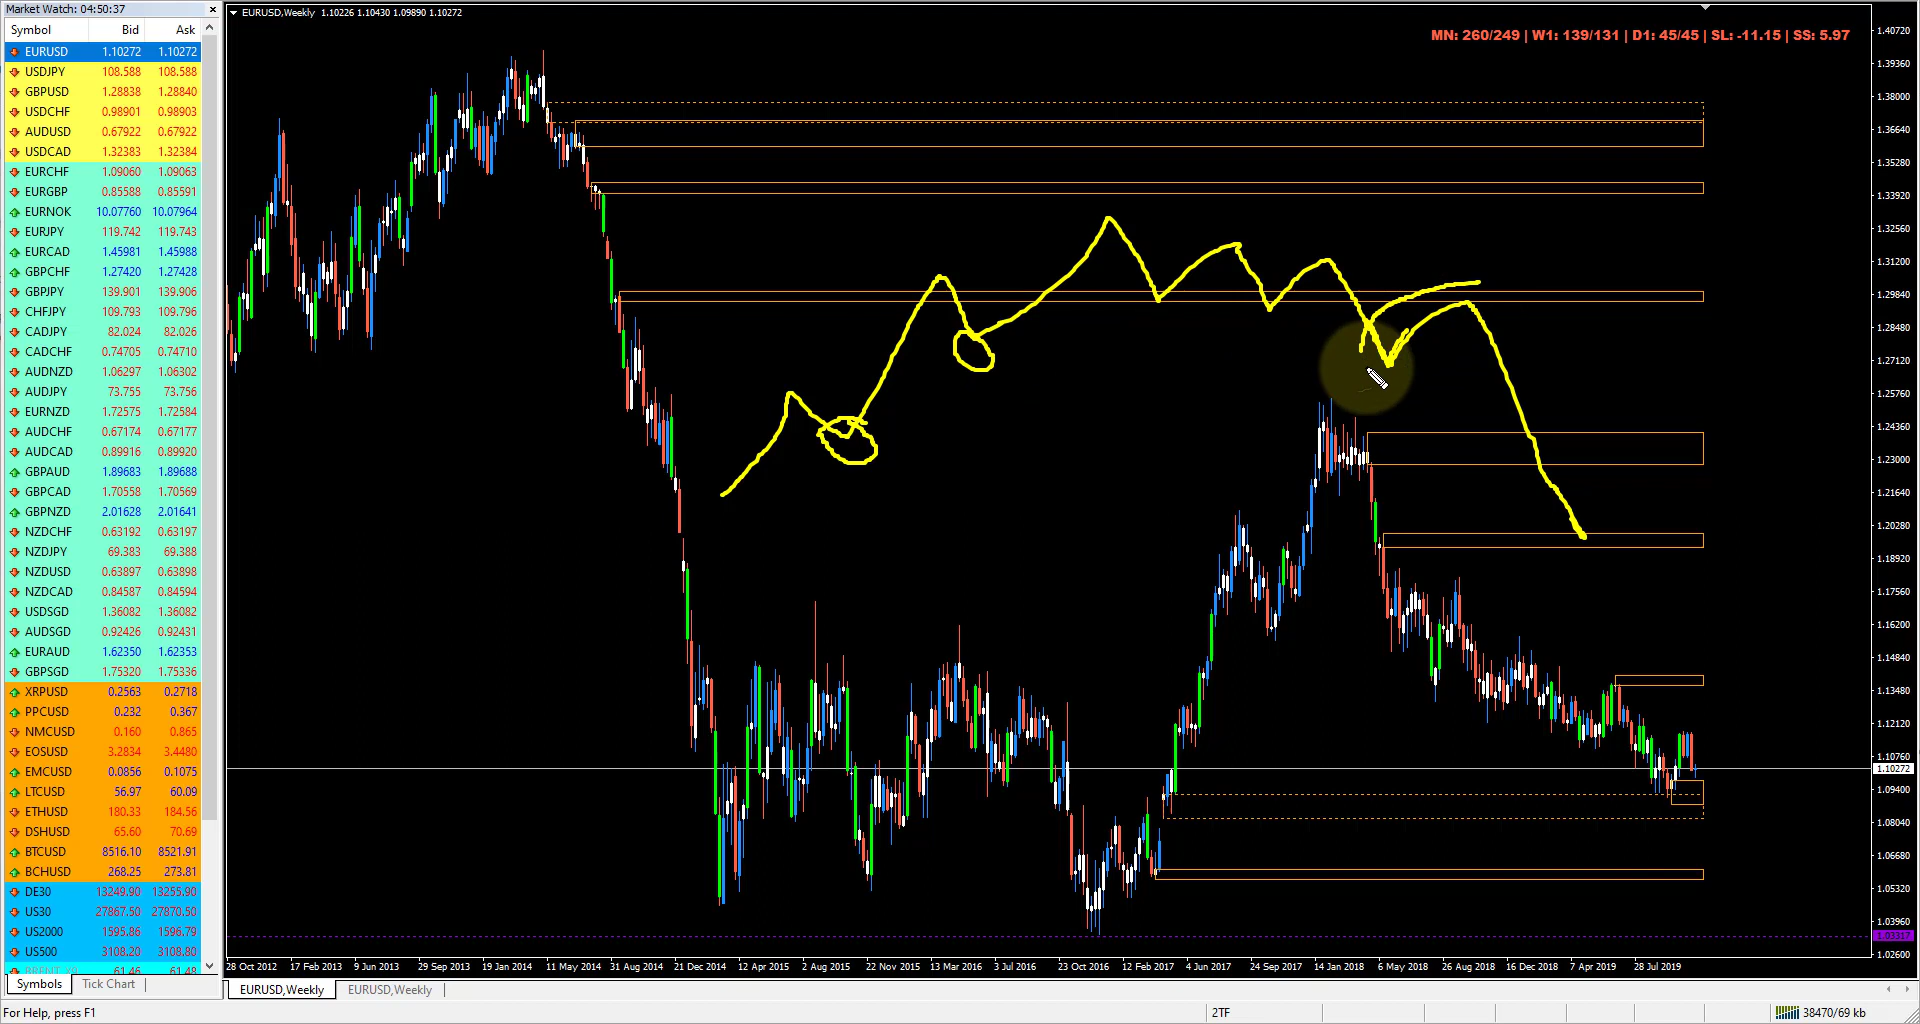 Market Watch: 04:50:37
Symbol Bid Ask
EURUSD 1.10272 1.10272
USDJPY 108.588 108.588
GBPUSD 1.28838 1.28840
USDCHF 0.98901 0.98903
AUDUSD 0.67922 0.67922
USDCAD 1.32383 1.32384
EURCHF 1.09060 1.09063
EURGBP 0.85588 0.85591
EURNOK 10.07760 10.07964
EURJPY 119.742 119.743
EURCAD 1.45981 1.45988
GBPCHF 1.27420 1.27428
GBPJPY 139.901 139.906
CHFJPY 109.793 109.796
CADJPY 82.024 82.026
CADCHF 0.74705 0.74710
AUDNZD 1.06297 1.06302
AUDJPY 73.755 73.756
EURNZD 1.72575 1.72584
AUDCHF 0.67174 0.67177
AUDCAD 0.89916 0.89920
GBPAUD 1.89683 1.89688
GBPCAD 1.70558 1.70569
GBPNZD 2.01628 2.01641
NZDCHF 0.63192 0.63197
NZDJPY 69.383 69.388
NZDUSD 0.63897 0.63898
NZDCAD 0.84587 0.84594
USDSGD 1.36082 1.36082
AUDSGD 0.92426 0.92431
EURAUD 1.62350 1.62353
GBPSGD 1.75320 1.75336
XRPUSD 0.2563 0.2718
PPCUSD 0.232 0.367
NMCUSD 0.160 0.865
EOSUSD 3.2834 3.4480
EMCUSD 0.0856 0.1075
LTCUSD 56.97 60.09
ETHUSD 180.33 184.56
DSHUSD 65.60 70.69
BTCUSD 8516.10 8521.91
BCHUSD 268.25 273.81
DE30 13249.90 13255.90
US30 27867.50 27870.50
US2000 1595.86 1596.79
US500 3108.20 3108.80
61.46 61.48
Symbols Tick Chart
EURUSD,Weekly 1.10226 1.10430 1.09890 1.10272
MN: 260/249 | W1: 139/131 | D1: 45/45 | SL: -11.15 | SS: 5.97
1.40720
1.39360
1.38000
1.36640
1.35280
1.33920
1.32560
1.31200
1.29840
1.28480
1.27120
1.25760
1.24360
1.23000
1.21640
1.20280
1.18920
1.17560
1.16200
1.14840
1.13480
1.12120
1.10760
1.10272
1.09400
1.08040
1.06680
1.05320
1.03960
1.03317
1.02600
28 Oct 2012 17 Feb 2013 9 Jun 2013 29 Sep 2013 19 Jan 2014 11 May 2014 31 Aug 2014 21 Dec 2014 12 Apr 2015 2 Aug 2015 22 Nov 2015 13 Mar 2016 3 Jul 2016 23 Oct 2016 12 Feb 2017 4 Jun 2017 24 Sep 2017 14 Jan 2018 6 May 2018 26 Aug 2018 16 Dec 2018 7 Apr 2019 28 Jul 2019
EURUSD,Weekly EURUSD,Weekly
For Help, press F1 2TF 38470/69 kb